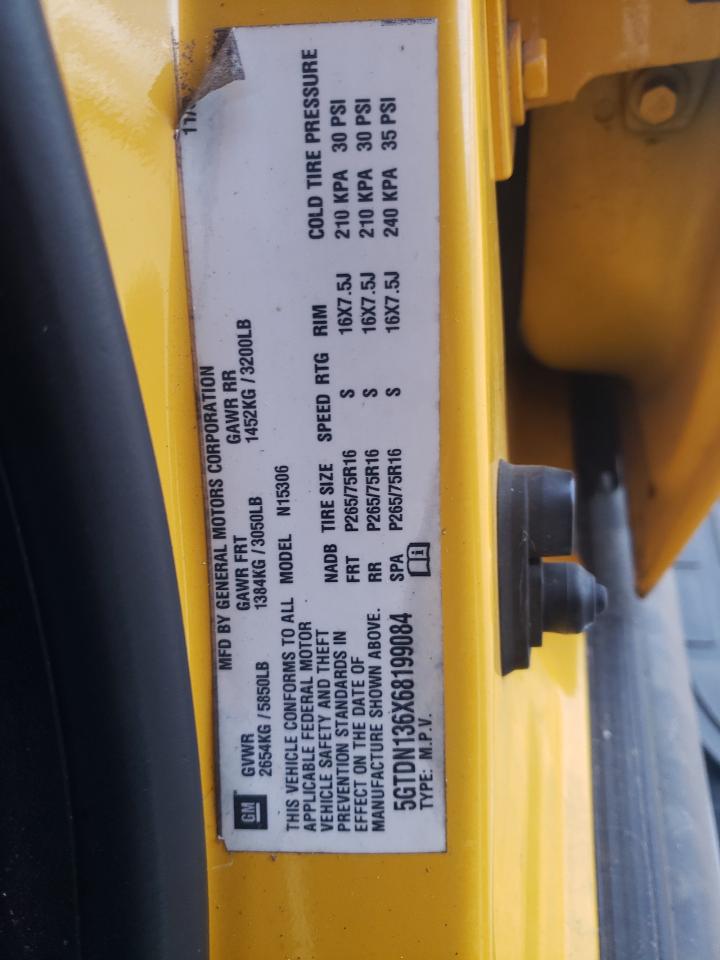 MFD BY GENERAL MOTORS CORPORATION
11/
GM
GVWR GAWR FRT GAWR RR
2654KG / 5850LB 1384KG / 3050LB 1452KG / 3200LB
THIS VEHICLE CONFORMS TO ALL
APPLICABLE FEDERAL MOTOR
VEHICLE SAFETY AND THEFT
PREVENTION STANDARDS IN
EFFECT ON THE DATE OF
MANUFACTURE SHOWN ABOVE.
MODEL N15306
NADB TIRE SIZE SPEED RTG RIM COLD TIRE PRESSURE
FRT P265/75R16 S 16X7.5J 210 KPA 30 PSI
RR P265/75R16 S 16X7.5J 210 KPA 30 PSI
SPA P265/75R16 S 16X7.5J 240 KPA 35 PSI
5GTDN136X68199084
TYPE: M.P.V.
i